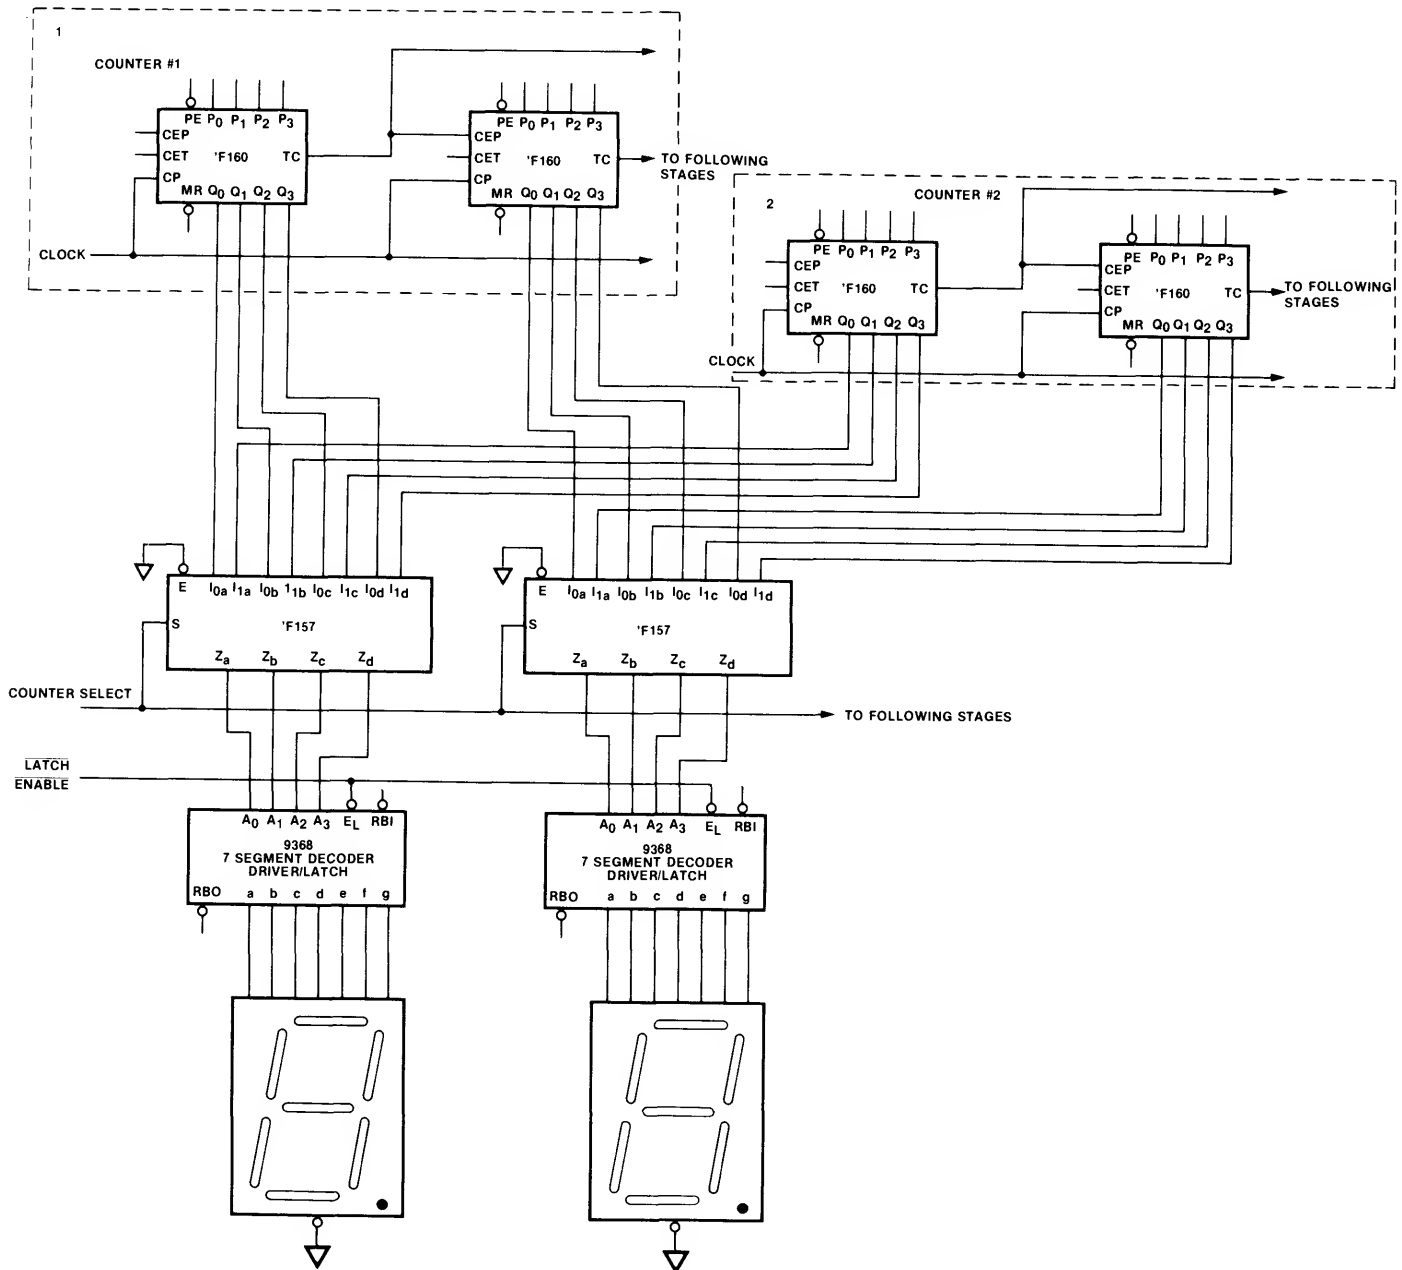 1
COUNTER #1
PE P0 P1 P2 P3
CEP
CET 'F160 TC
CP
MR Q0 Q1 Q2 Q3
PE P0 P1 P2 P3
CEP
CET 'F160 TC
CP
MR Q0 Q1 Q2 Q3
TO FOLLOWING
STAGES
CLOCK
2
COUNTER #2
PE P0 P1 P2 P3
CEP
CET 'F160 TC
CP
MR Q0 Q1 Q2 Q3
PE P0 P1 P2 P3
CEP
CET 'F160 TC
CP
MR Q0 Q1 Q2 Q3
TO FOLLOWING
STAGES
CLOCK
E I0a I1a I0b 11b I0c I1c I0d I1d
S
'F157
Za Zb Zc Zd
E I0a I1a I0b I1b I0c I1c I0d I1d
S
'F157
Za Zb Zc Zd
COUNTER SELECT
TO FOLLOWING STAGES
LATCH
ENABLE
A0 A1 A2 A3 EL RBI
9368
7 SEGMENT DECODER
DRIVER/LATCH
RBO a b c d e f g
A0 A1 A2 A3 EL RBI
9368
7 SEGMENT DECODER
DRIVER/LATCH
RBO a b c d e f g